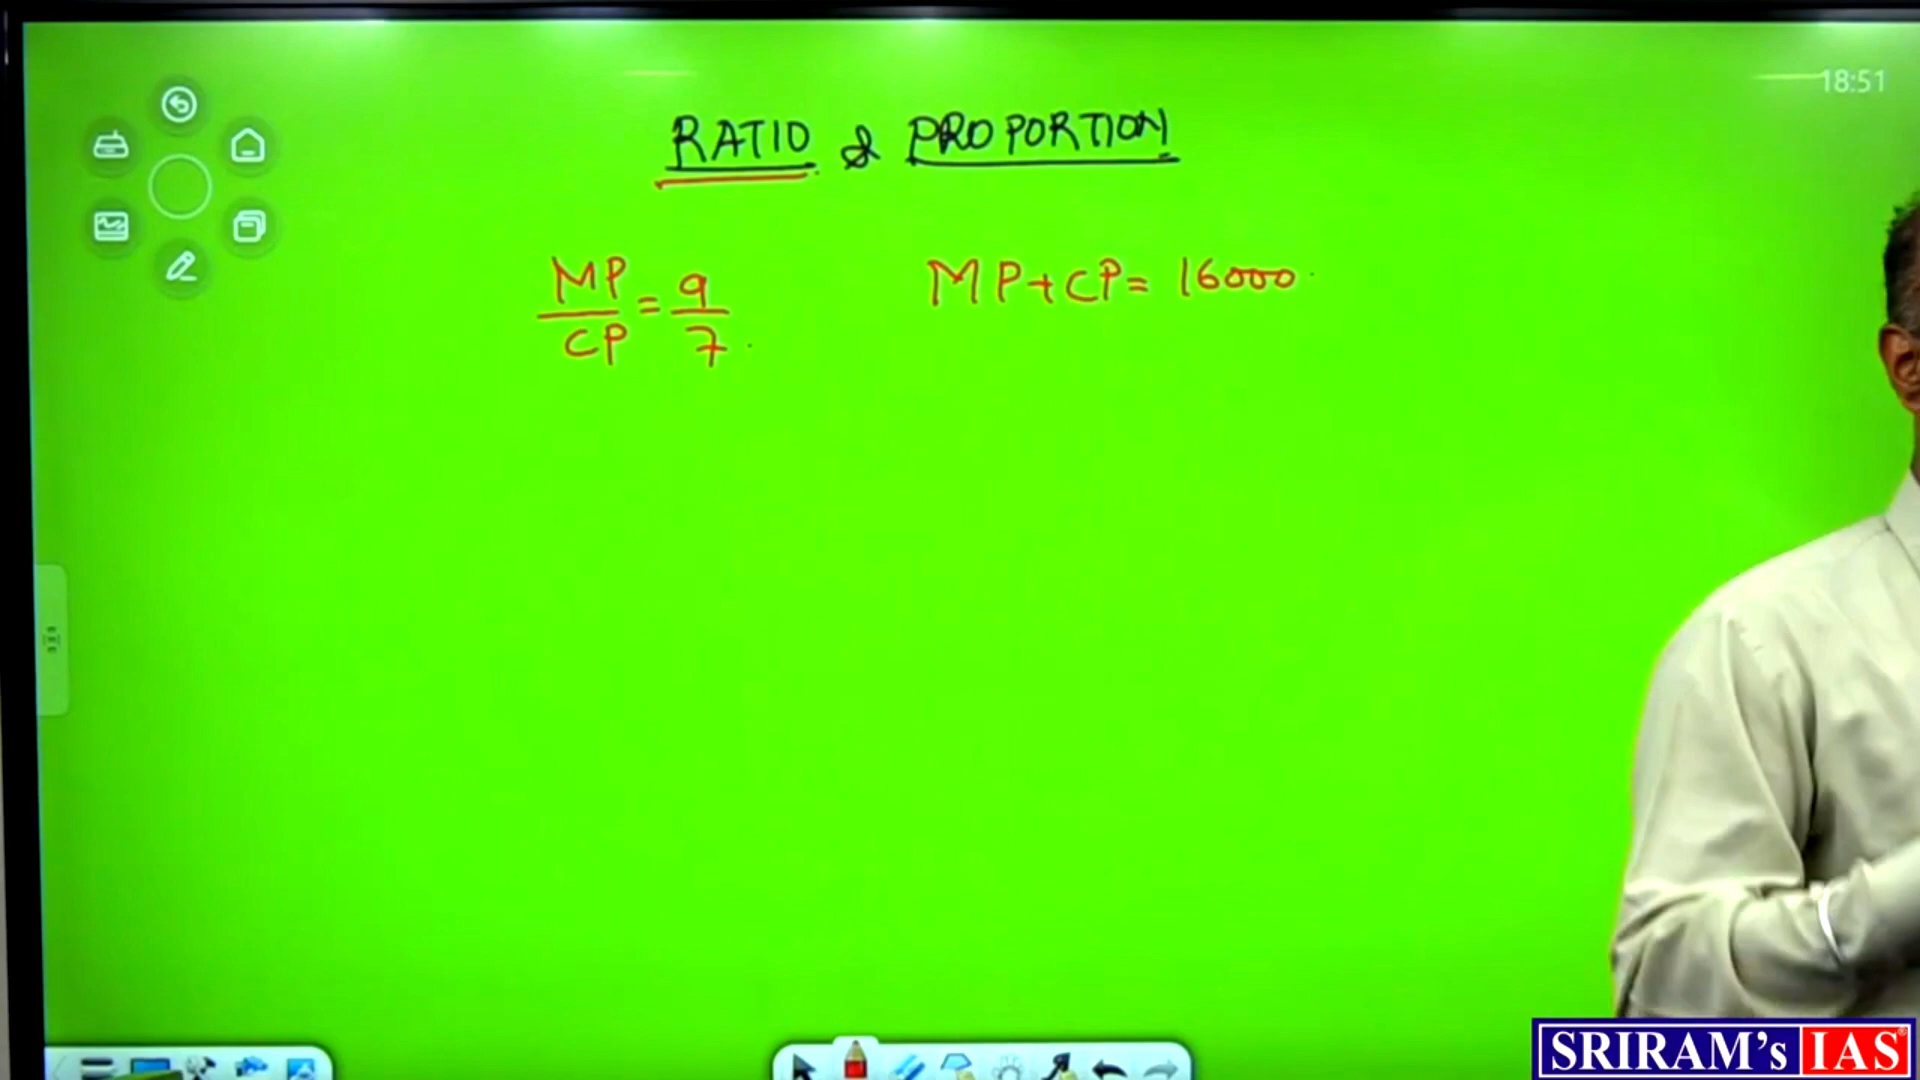 18:51
RATIO & PROPORTION
MP/CP = 9/7
MP+CP= 16000
SRIRAM's IAS